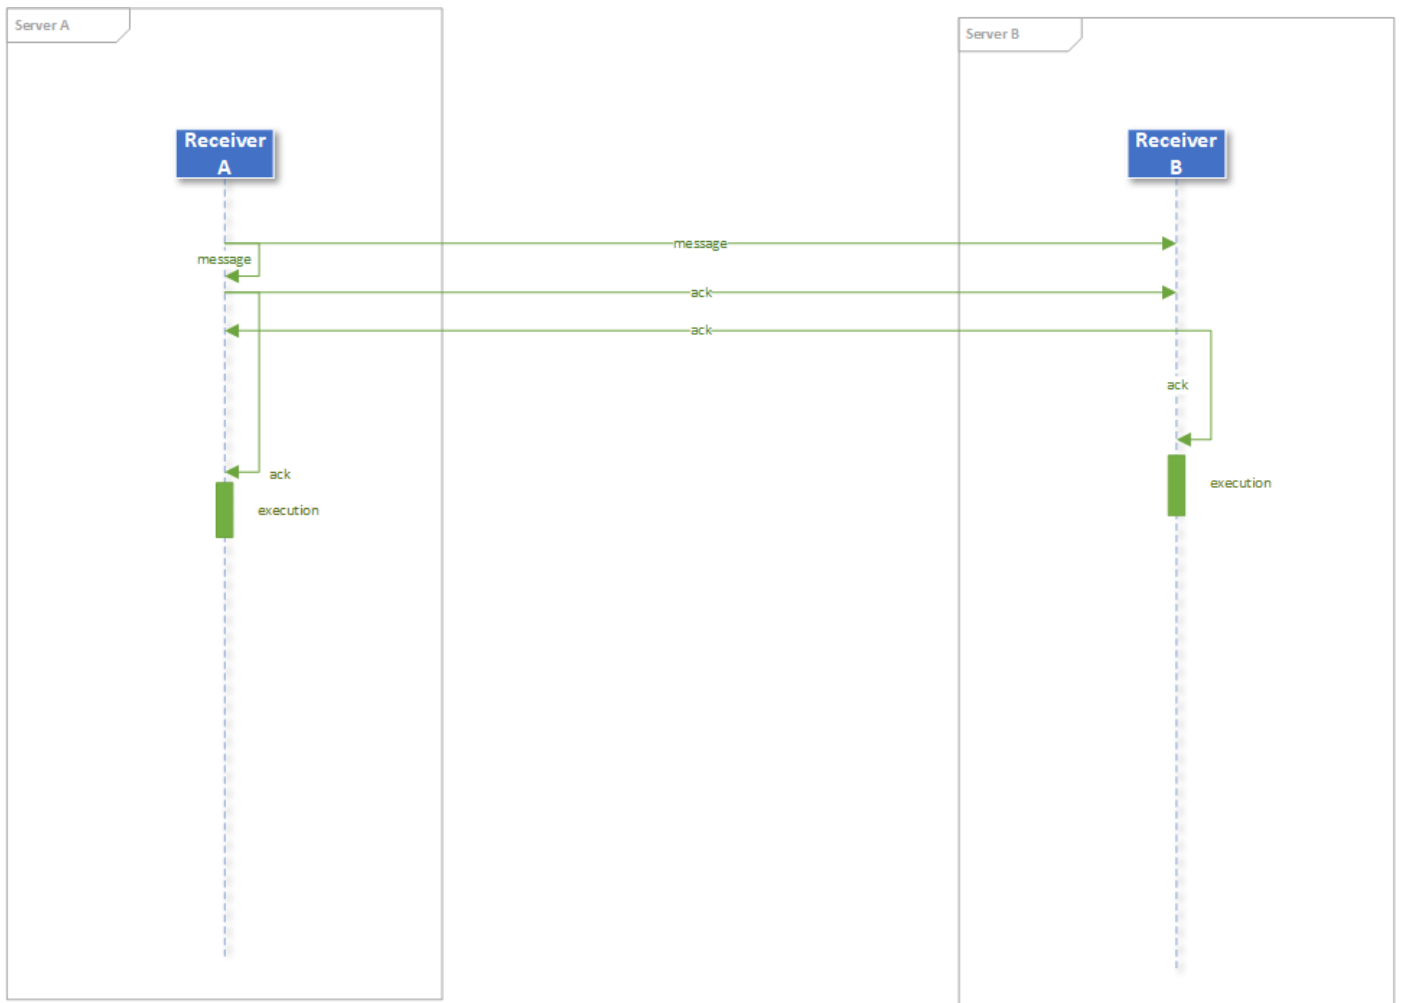 Server A
Server B
Receiver
A
Receiver
B
message
message
ack
ack
ack
ack
execution
execution